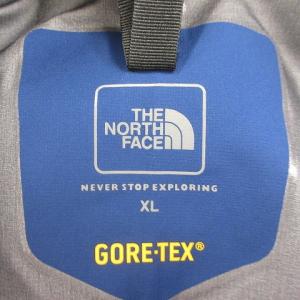 THE
NORTH
FACE
NEVER STOP EXPLORING
XL
GORE-TEX®